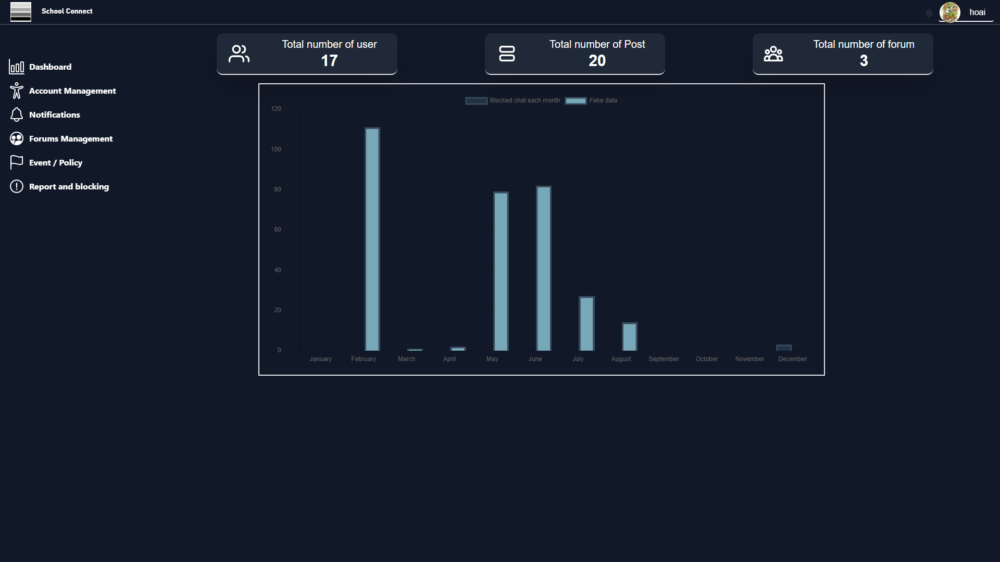 School Connect
hoai
Dashboard
Account Management
Notifications
Forums Management
Event / Policy
Report and blocking
Total number of user
17
Total number of Post
20
Total number of forum
3
Blocked chat each month
Fake data
120
100
80
60
40
20
0
January February March April May June July August September October November December